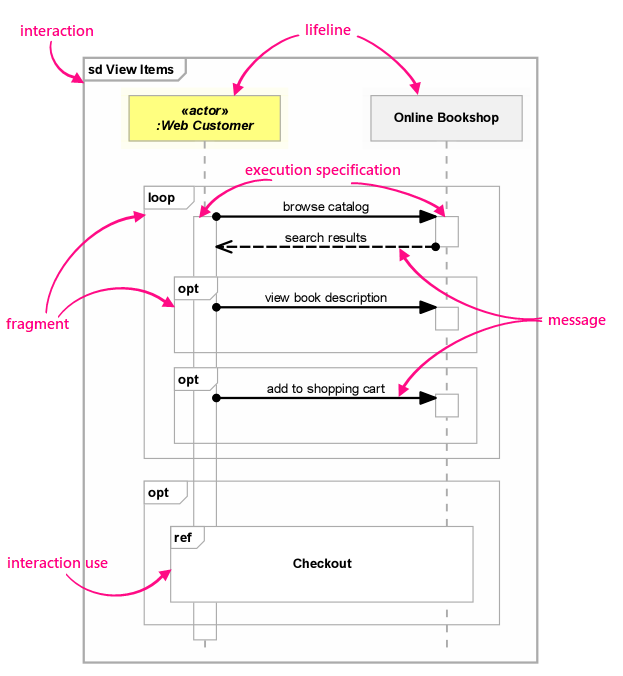 interaction
lifeline
sd View Items
«actor»
:Web Customer
Online Bookshop
execution specification
loop
browse catalog
search results
opt
view book description
fragment
message
opt
add to shopping cart
opt
ref
Checkout
interaction use